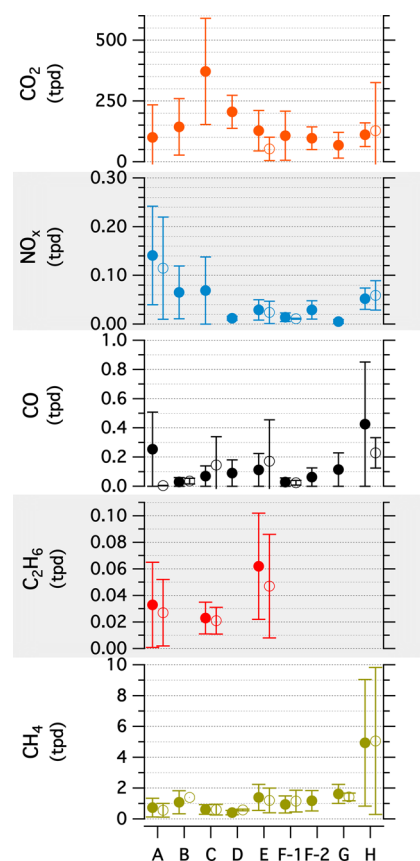 CO₂
(tpd)
500
250
0
NOₓ
(tpd)
0.30
0.20
0.10
0.00
CO
(tpd)
1.0
0.8
0.6
0.4
0.2
0.0
C₂H₆
(tpd)
0.10
0.08
0.06
0.04
0.02
0.00
CH₄
(tpd)
10
8
6
4
2
0
A B C D E F-1 F-2 G H